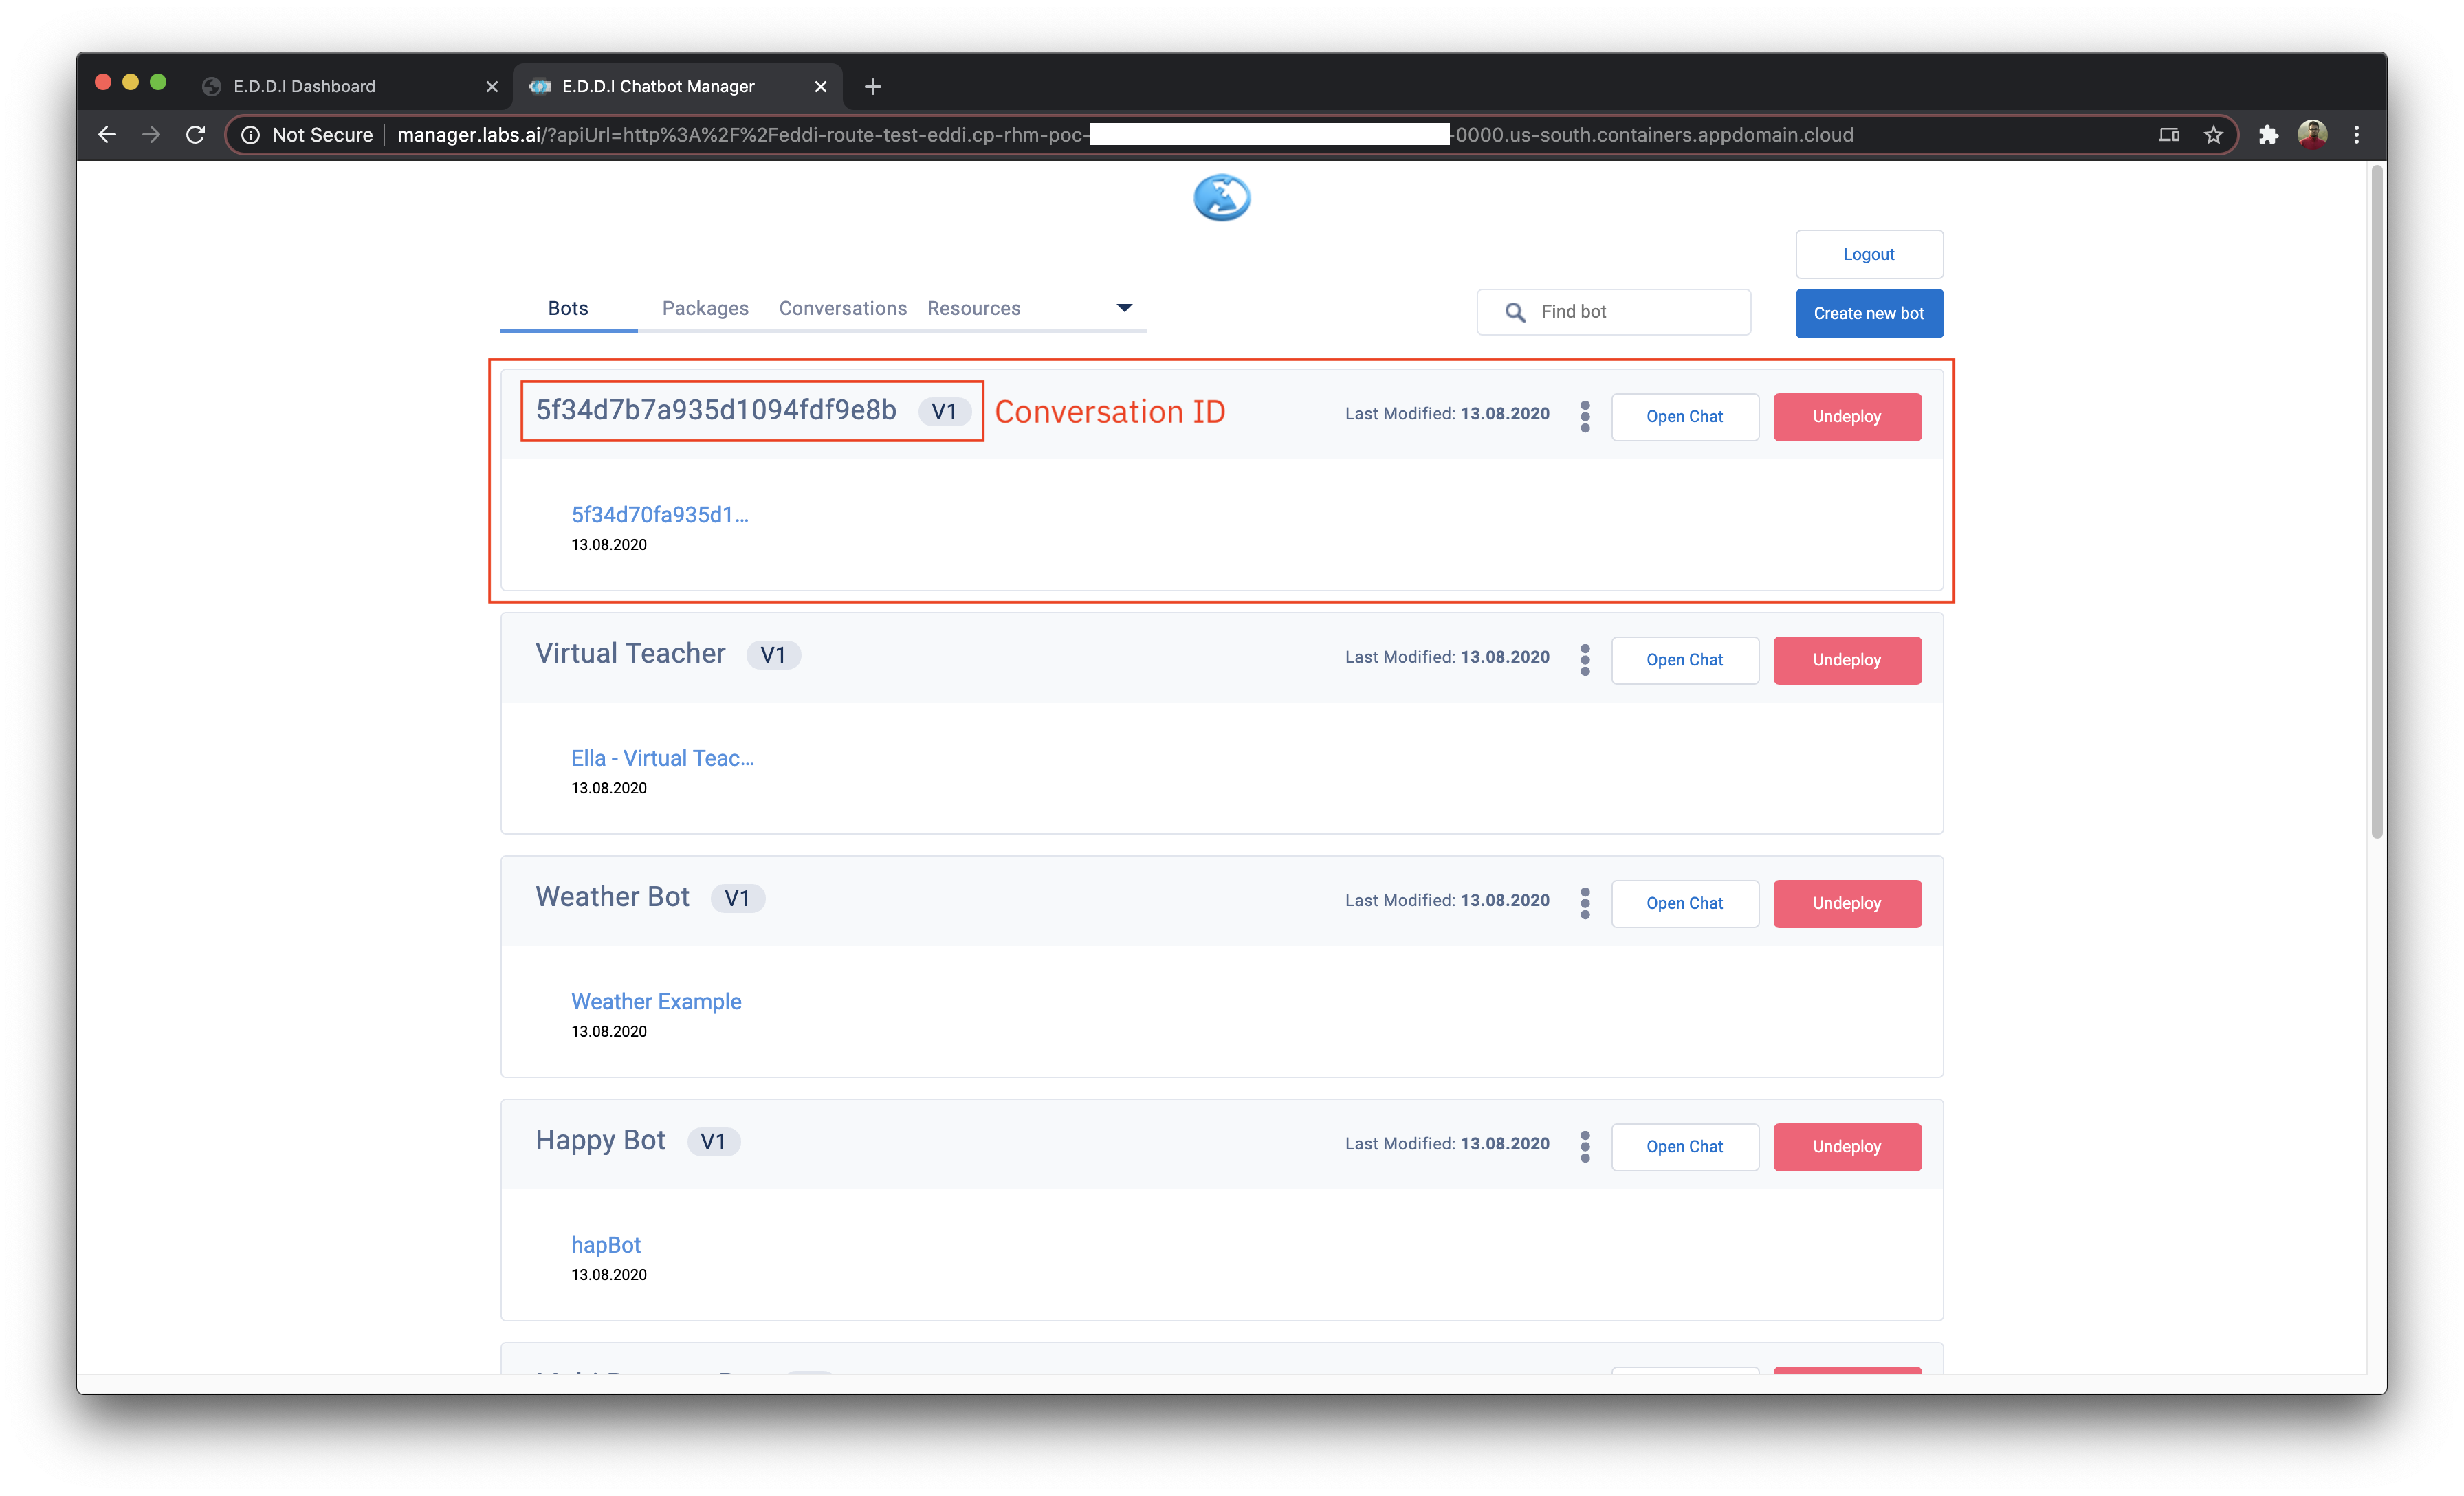 E.D.D.I Dashboard
E.D.D.I Chatbot Manager
Not Secure
manager.labs.ai/?apiUrl=http%3A%2F%2Feddi-route-test-eddi.cp-rhm-poc- -0000.us-south.containers.appdomain.cloud
Logout
Bots Packages Conversations Resources
Find bot
Create new bot
5f34d7b7a935d1094fdf9e8b V1 Conversation ID Last Modified: 13.08.2020 Open Chat Undeploy
5f34d70fa935d1...
13.08.2020
Virtual Teacher V1 Last Modified: 13.08.2020 Open Chat Undeploy
Ella - Virtual Teac...
13.08.2020
Weather Bot V1 Last Modified: 13.08.2020 Open Chat Undeploy
Weather Example
13.08.2020
Happy Bot V1 Last Modified: 13.08.2020 Open Chat Undeploy
hapBot
13.08.2020